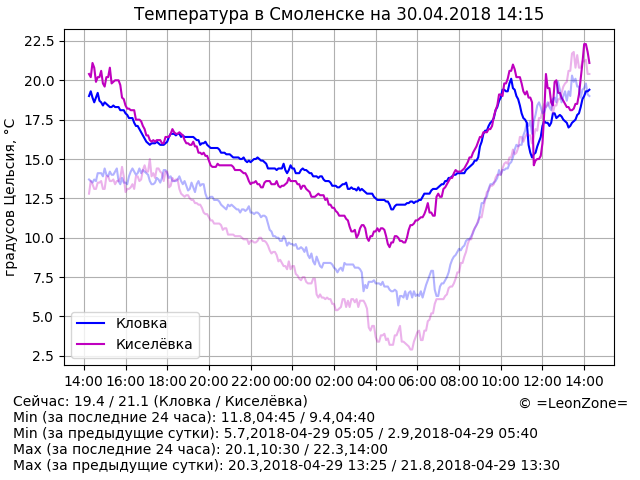 Температура в Смоленске на 30.04.2018 14:15
градусов Цельсия, °C
22.5
20.0
17.5
15.0
12.5
10.0
7.5
5.0
2.5
Кловка
Киселёвка
14:00 16:00 18:00 20:00 22:00 00:00 02:00 04:00 06:00 08:00 10:00 12:00 14:00
Сейчас: 19.4 / 21.1 (Кловка / Киселёвка)
© =LeonZone=
Min (за последние 24 часа): 11.8,04:45 / 9.4,04:40
Min (за предыдущие сутки): 5.7,2018-04-29 05:05 / 2.9,2018-04-29 05:40
Max (за последние 24 часа): 20.1,10:30 / 22.3,14:00
Max (за предыдущие сутки): 20.3,2018-04-29 13:25 / 21.8,2018-04-29 13:30